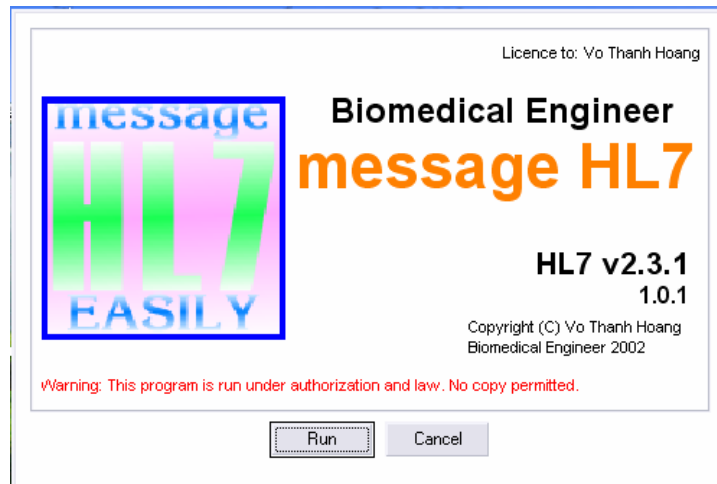 Licence to: Vo Thanh Hoang
message
HL7
EASILY
Biomedical Engineer
message HL7
HL7 v2.3.1
1.0.1
Copyright (C) Vo Thanh Hoang
Biomedical Engineer 2002
Warning: This program is run under authorization and law. No copy permitted.
Run
Cancel